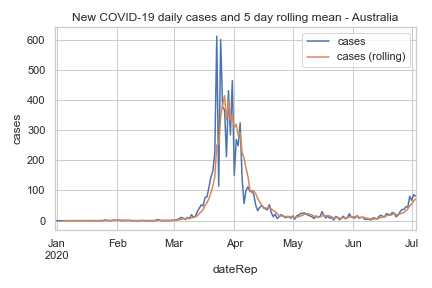 New COVID-19 daily cases and 5 day rolling mean - Australia
cases
cases (rolling)
600
500
400
300
200
100
0
cases
Jan
2020
Feb
Mar
Apr
May
Jun
Jul
dateRep